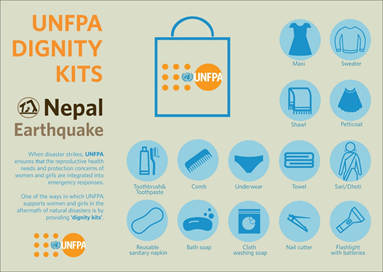 UNFPA
DIGNITY
KITS
Nepal
Earthquake
When disaster strikes, UNFPA
ensures that the reproductive health
needs and protection concerns of
women and girls are integrated into
emergency responses.
One of the ways in which UNFPA
supports women and girls in the
aftermath of natural disasters is by
providing 'dignity kits'.
UNFPA
UNFPA
Maxi
Sweater
Shawl
Petticoat
Toothbrush&
Toothpaste
Comb
Underwear
Towel
Sari/Dhoti
Reusable
sanitary napkin
Bath soap
Cloth
washing soap
Nail cutter
Flashlight
with batteries